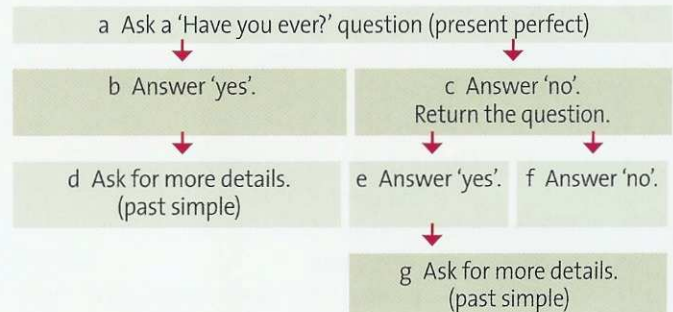 a Ask a ‘Have you ever?’ question (present perfect)
b Answer ‘yes’.
c Answer ‘no’.
Return the question.
d Ask for more details.
(past simple)
e Answer ‘yes’.
f Answer ‘no’.
g Ask for more details.
(past simple)